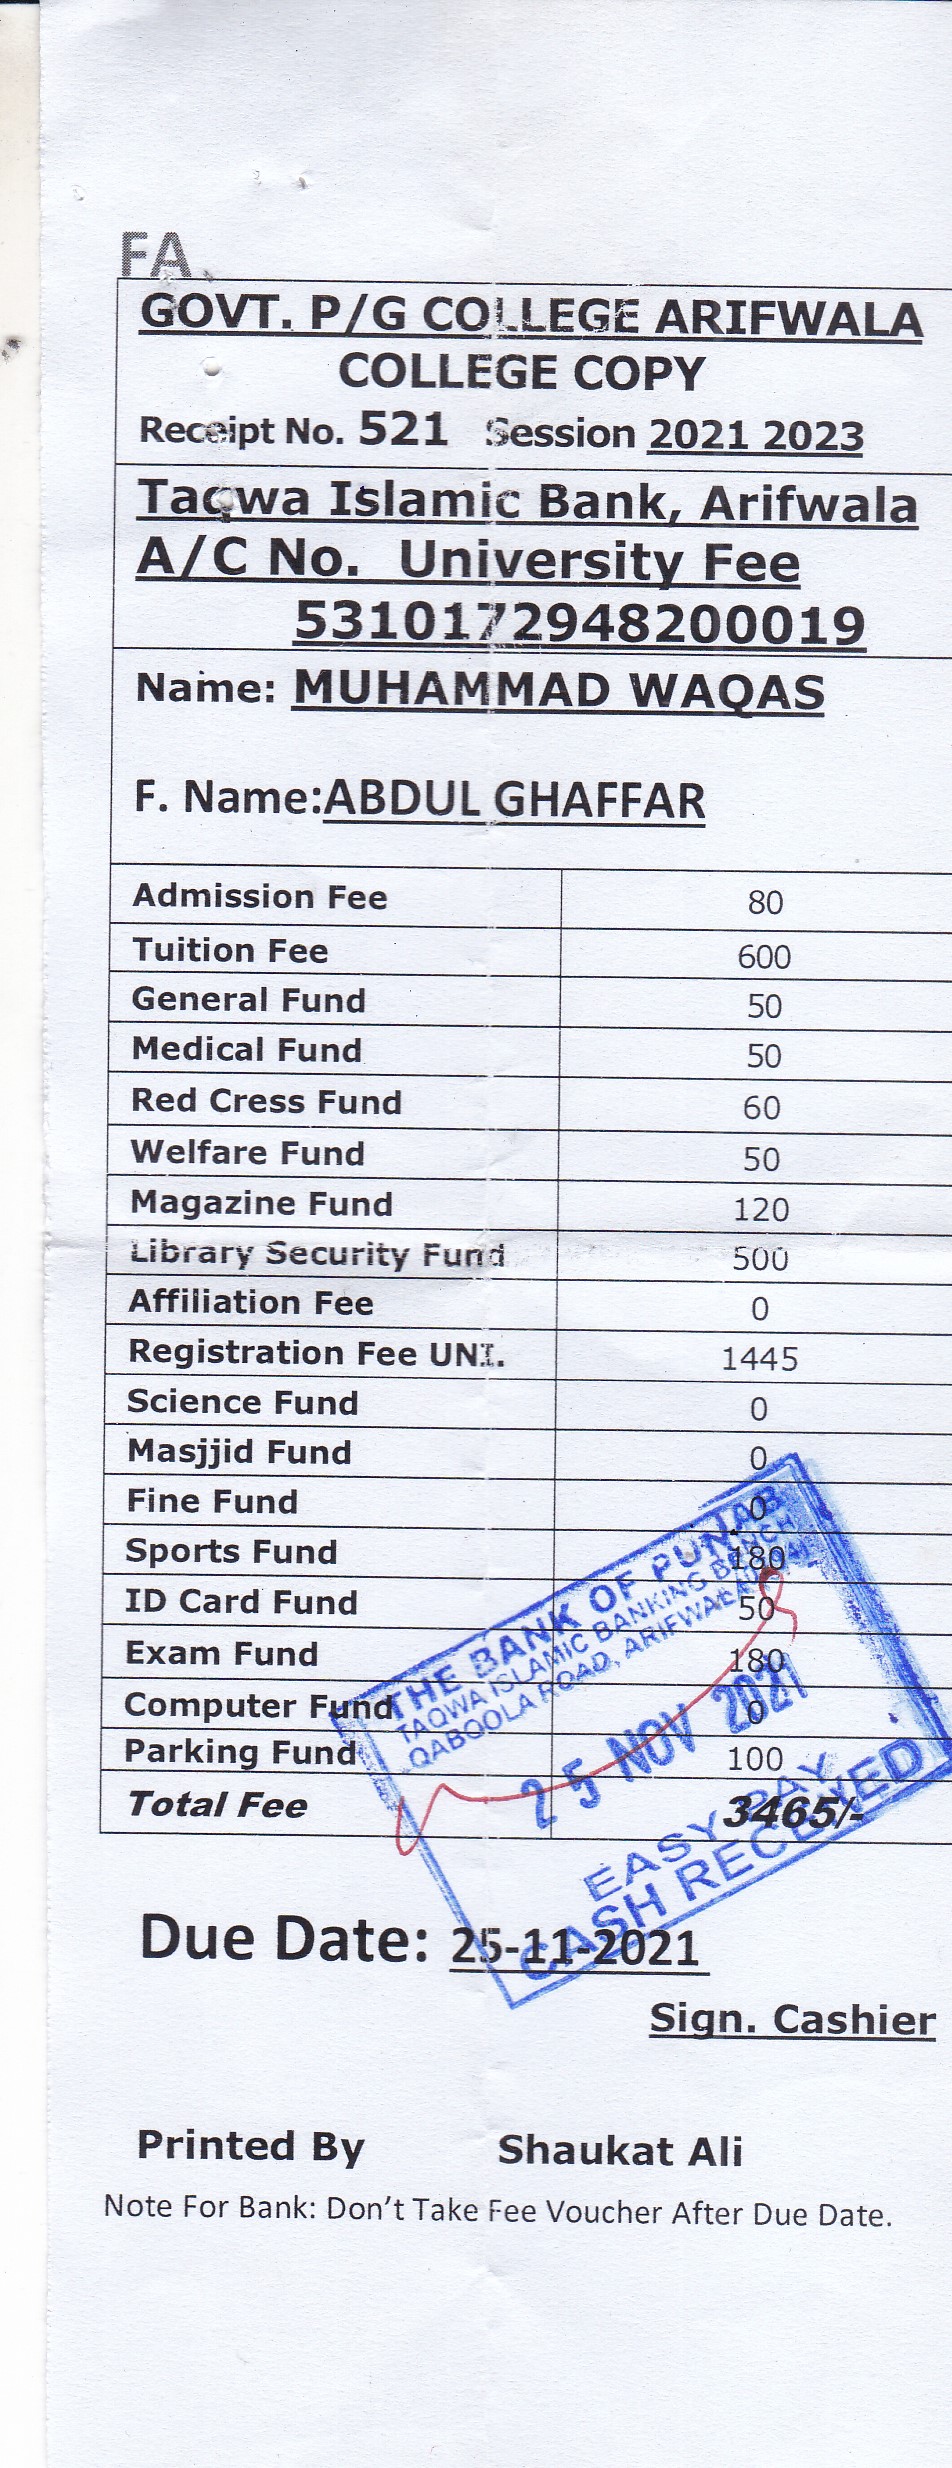 FA
GOVT. P/G COLLEGE ARIFWALA
COLLEGE COPY
Receipt No. 521 Session 2021 2023
Taqwa Islamic Bank, Arifwala
A/C No. University Fee
5310172948200019
Name: MUHAMMAD WAQAS
F. Name:ABDUL GHAFFAR
Admission Fee 80
Tuition Fee 600
General Fund 50
Medical Fund 50
Red Cress Fund 60
Welfare Fund 50
Magazine Fund 120
Library Security Fund 500
Affiliation Fee 0
Registration Fee UNI. 1445
Science Fund 0
Masjjid Fund 0
Fine Fund 0
Sports Fund 180
ID Card Fund 50
Exam Fund 180
Computer Fund 0
Parking Fund 100
Total Fee 3465/-
THE BANK OF PUNJAB
TAQWA ISLAMIC BANKING
QABOOLA ROAD, ARIFWALA
25 NOV 2021
EASY PAY
CASH RECEIVED
Due Date: 25-11-2021
Sign. Cashier
Printed By Shaukat Ali
Note For Bank: Don't Take Fee Voucher After Due Date.